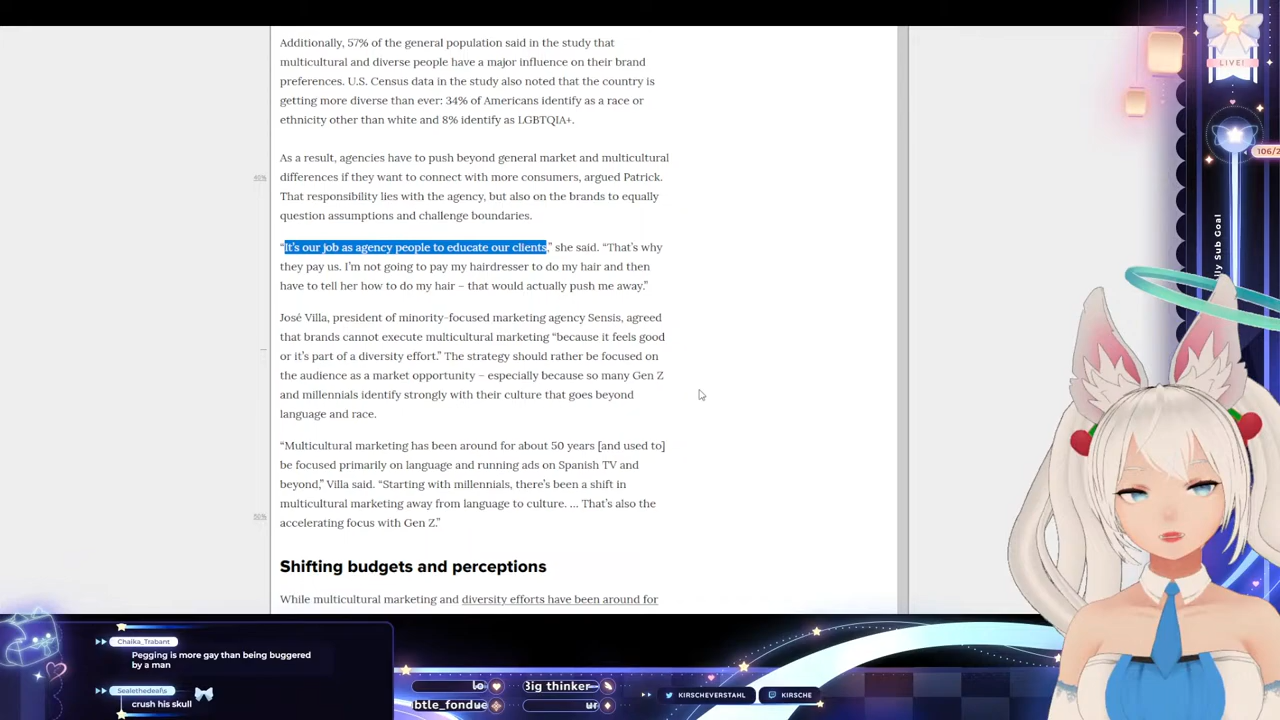 Additionally, 57% of the general population said in the study that
multicultural and diverse people have a major influence on their brand
preferences. U.S. Census data in the study also noted that the country is
getting more diverse than ever: 34% of Americans identify as a race or
ethnicity other than white and 8% identify as LGBTQIA+.
As a result, agencies have to push beyond general market and multicultural
differences if they want to connect with more consumers, argued Patrick.
40%
That responsibility lies with the agency, but also on the brands to equally
question assumptions and challenge boundaries.
“It’s our job as agency people to educate our clients,” she said. “That’s why
they pay us. I’m not going to pay my hairdresser to do my hair and then
have to tell her how to do my hair – that would actually push me away.”
José Villa, president of minority-focused marketing agency Sensis, agreed
that brands cannot execute multicultural marketing “because it feels good
or it’s part of a diversity effort.” The strategy should rather be focused on
the audience as a market opportunity – especially because so many Gen Z
and millennials identify strongly with their culture that goes beyond
language and race.
“Multicultural marketing has been around for about 50 years [and used to]
be focused primarily on language and running ads on Spanish TV and
beyond,” Villa said. “Starting with millennials, there’s been a shift in
multicultural marketing away from language to culture. … That’s also the
50%
accelerating focus with Gen Z.”
Shifting budgets and perceptions
While multicultural marketing and diversity efforts have been around for
LIVE!
106/2
ly Sub Goal
Chaika_Trabant
Pegging is more gay than being buggered
by a man
Sealethedeafis
crush his skull
lo
3ig thinker
btle_fondue
ur
KIRSCHEVERSTAHL
KIRSCHE